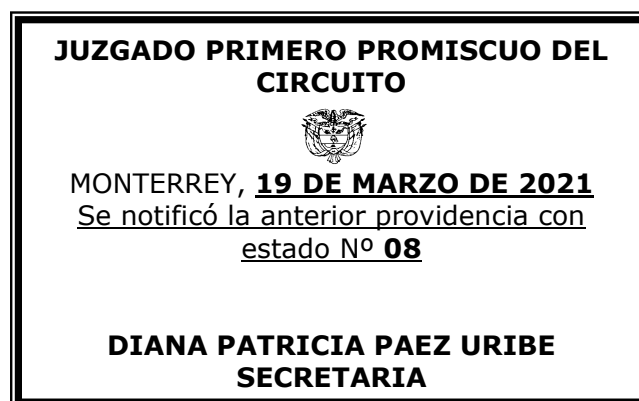 JUZGADO PRIMERO PROMISCUO DEL
CIRCUITO
MONTERREY, 19 DE MARZO DE 2021
Se notificó la anterior providencia con
estado Nº 08
DIANA PATRICIA PAEZ URIBE
SECRETARIA